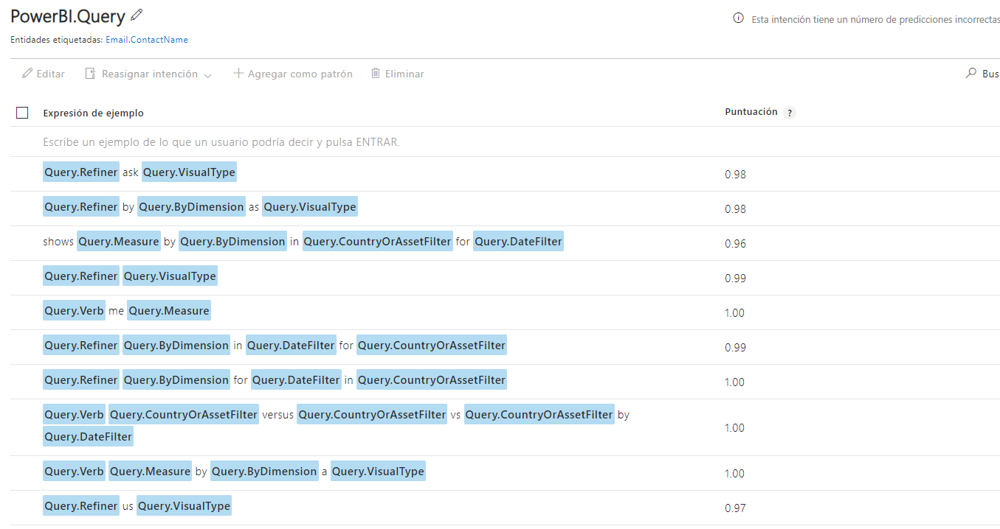 PowerBI.Query
Esta intención tiene un número de predicciones incorrectas
Entidades etiquetadas: Email.ContactName
Editar Reasignar intención Agregar como patrón Eliminar Bus
Expresión de ejemplo Puntuación ?
Escribe un ejemplo de lo que un usuario podría decir y pulsa ENTRAR.
Query.Refiner ask Query.VisualType 0.98
Query.Refiner by Query.ByDimension as Query.VisualType 0.98
shows Query.Measure by Query.ByDimension in Query.CountryOrAssetFilter for Query.DateFilter 0.96
Query.Refiner Query.VisualType 0.99
Query.Verb me Query.Measure 1.00
Query.Refiner Query.ByDimension in Query.DateFilter for Query.CountryOrAssetFilter 0.99
Query.Refiner Query.ByDimension for Query.DateFilter in Query.CountryOrAssetFilter 1.00
Query.Verb Query.CountryOrAssetFilter versus Query.CountryOrAssetFilter vs Query.CountryOrAssetFilter by
Query.DateFilter 1.00
Query.Verb Query.Measure by Query.ByDimension a Query.VisualType 1.00
Query.Refiner us Query.VisualType 0.97